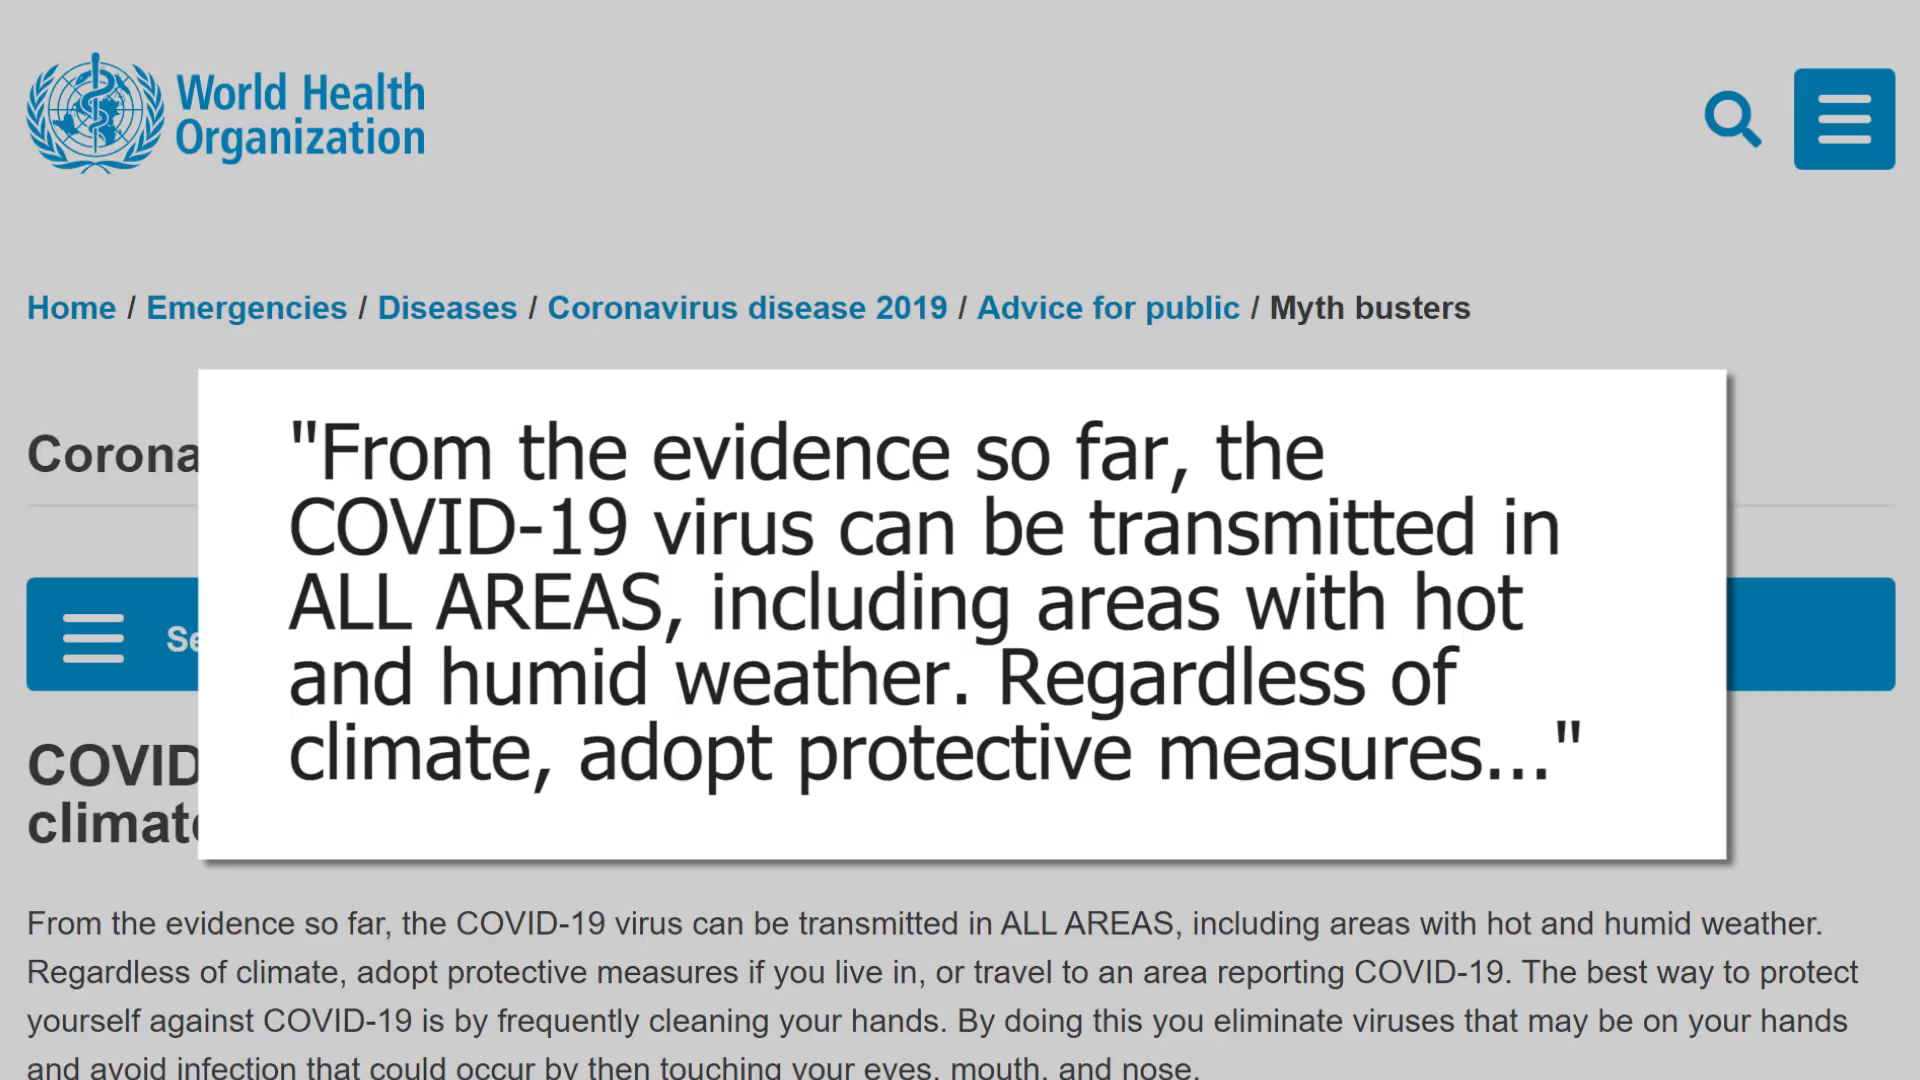 World Health
Organization
Home / Emergencies / Diseases / Coronavirus disease 2019 / Advice for public / Myth busters
Corona
"From the evidence so far, the
COVID-19 virus can be transmitted in
ALL AREAS, including areas with hot
and humid weather. Regardless of
climate, adopt protective measures..."
Se
COVID
climate
From the evidence so far, the COVID-19 virus can be transmitted in ALL AREAS, including areas with hot and humid weather.
Regardless of climate, adopt protective measures if you live in, or travel to an area reporting COVID-19. The best way to protect
yourself against COVID-19 is by frequently cleaning your hands. By doing this you eliminate viruses that may be on your hands
and avoid infection that could occur by then touching your eyes, mouth, and nose.